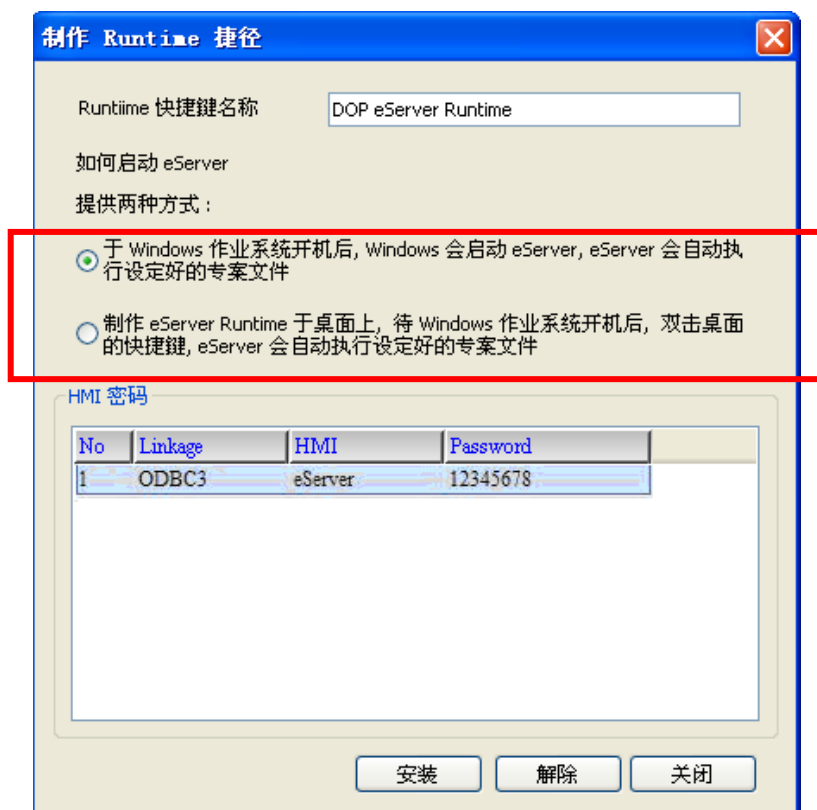 制作 Runtime 捷径
Runtiime 快捷鍵名称 DOP eServer Runtime
如何启动 eServer
提供两种方式：
于 Windows 作业系统开机后, Windows 会启动 eServer, eServer 会自动执
行设定好的专案文件
制作 eServer Runtime 于桌面上，待 Windows 作业系统开机后，双击桌面
的快捷鍵, eServer 会自动执行设定好的专案文件
HMI 密码
No Linkage HMI Password
1 ODBC3 eServer 12345678
安装 解除 关闭